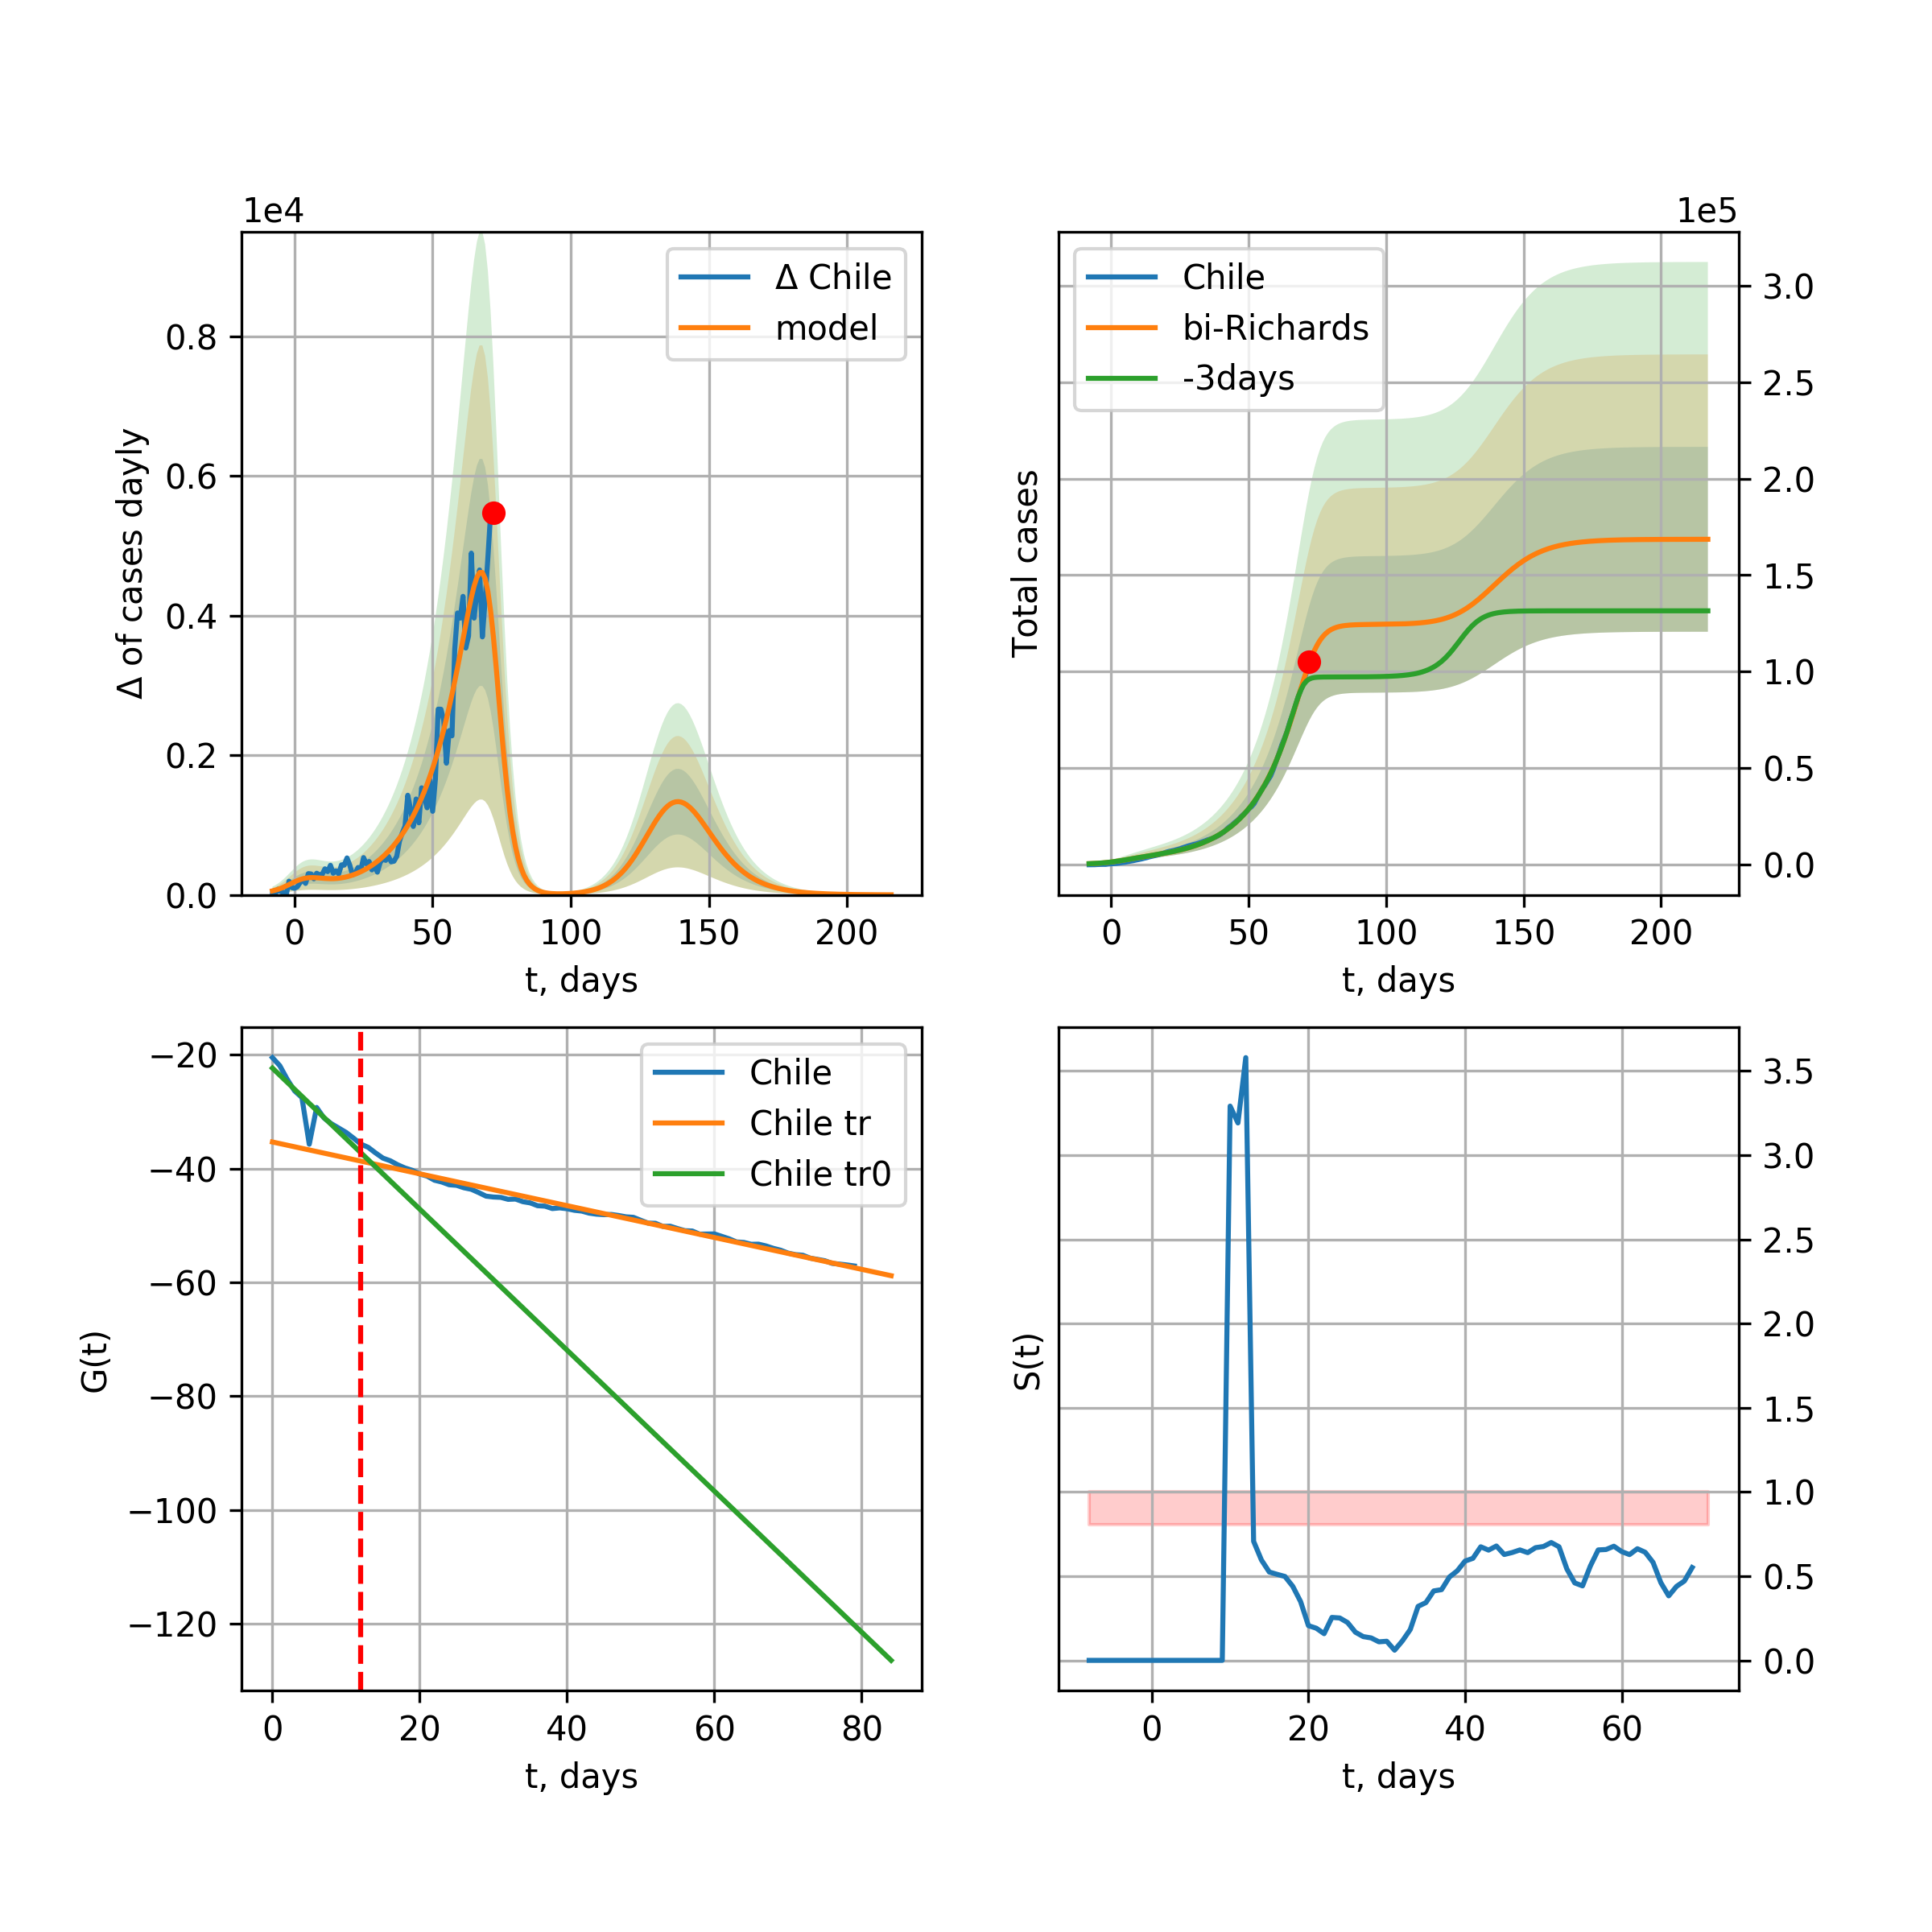 1e4
Δ of cases dayly
0.8
0.6
0.4
0.2
0.0
0 50 100 150 200
t, days
Δ Chile
model
1e5
Total cases
3.0
2.5
2.0
1.5
1.0
0.5
0.0
0 50 100 150 200
t, days
Chile
bi-Richards
-3days
G(t)
−20
−40
−60
−80
−100
−120
0 20 40 60 80
t, days
Chile
Chile tr
Chile tr0
S(t)
3.5
3.0
2.5
2.0
1.5
1.0
0.5
0.0
0 20 40 60
t, days